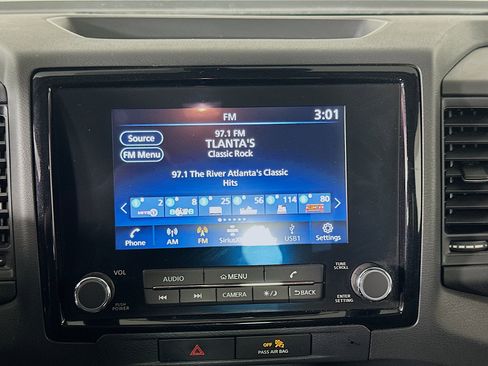 FM
3:01
Source
97.1 FM
TLANTA'S
Classic Rock
FM Menu
97.1 The River Atlanta's Classic
Hits
2
8
25
56
114
80
Phone
AM
FM
USB1
Settings
VOL
AUDIO
MENU
TUNE
SCROLL
PUSH
POWER
CAMERA
BACK
ENTER
SETTING
OFF
PASS AIR BAG